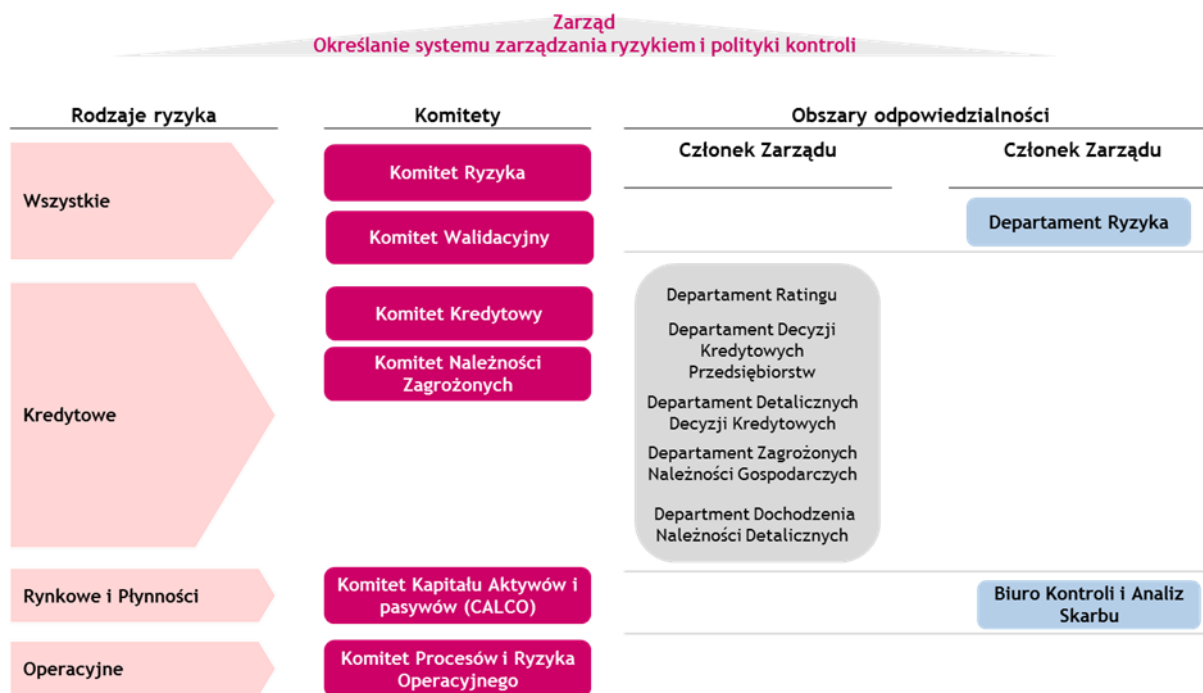 Zarząd
Określanie systemu zarządzania ryzykiem i polityki kontroli
Rodzaje ryzyka
Komitety
Obszary odpowiedzialności
Członek Zarządu
Członek Zarządu
Wszystkie
Komitet Ryzyka
Komitet Walidacyjny
Departament Ryzyka
Kredytowe
Komitet Kredytowy
Komitet Należności
Zagrożonych
Departament Ratingu
Departament Decyzji
Kredytowych
Przedsiębiorstw
Departament Detalicznych
Decyzji Kredytowych
Departament Zagrożonych
Należności Gospodarczych
Department Dochodzenia
Należności Detalicznych
Rynkowe i Płynności
Komitet Kapitału Aktywów i
pasywów (CALCO)
Biuro Kontroli i Analiz
Skarbu
Operacyjne
Komitet Procesów i Ryzyka
Operacyjnego